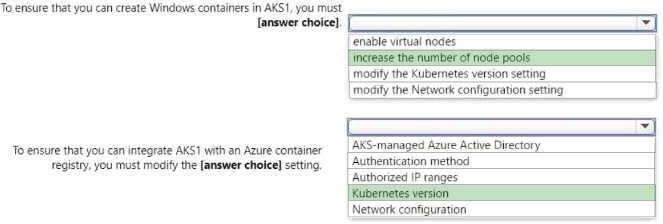 To ensure that you can create Windows containers in AKS1, you must
[answer choice].
enable virtual nodes
increase the number of node pools
modify the Kubernetes version setting
modify the Network configuration setting
To ensure that you can integrate AKS1 with an Azure container
registry, you must modify the [answer choice] setting.
AKS-managed Azure Active Directory
Authentication method
Authorized IP ranges
Kubernetes version
Network configuration